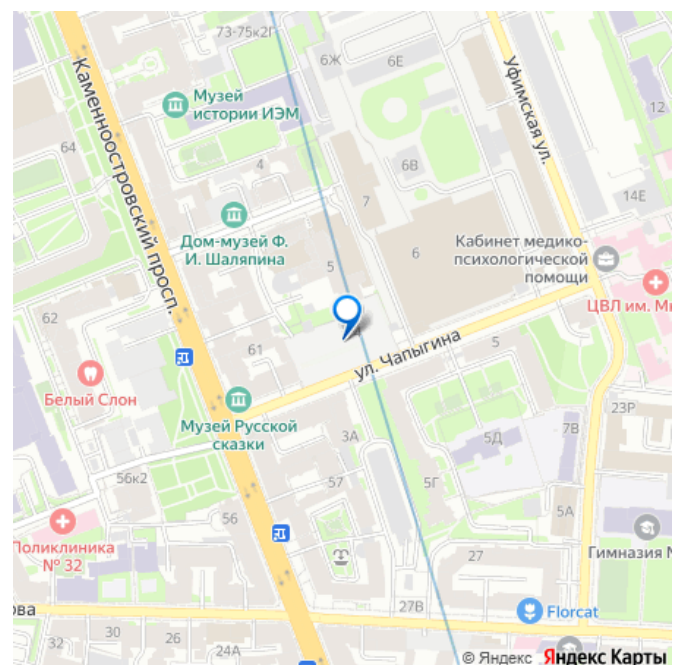 73-75к2Г
6Ж
6Е
Музей
истории ИЭМ
Каменноостровский просп.
Уфимская ул.
64
12
4
6В
7
14Е
Дом-музей Ф.
И. Шаляпина
5
6
Кабинет медико-
психологической
помощи
ЦВЛ им. М
62
61
ул. Чапыгина
5
Белый Слон
Музей Русской
сказки
3А
23Р
5Д
7В
56к2
57
5Г
5А
56
Поликлиника
№ 32
27
Гимназия №
ова
27В
Florcat
32
30
26
24А
© Яндекс Яндекс Карты